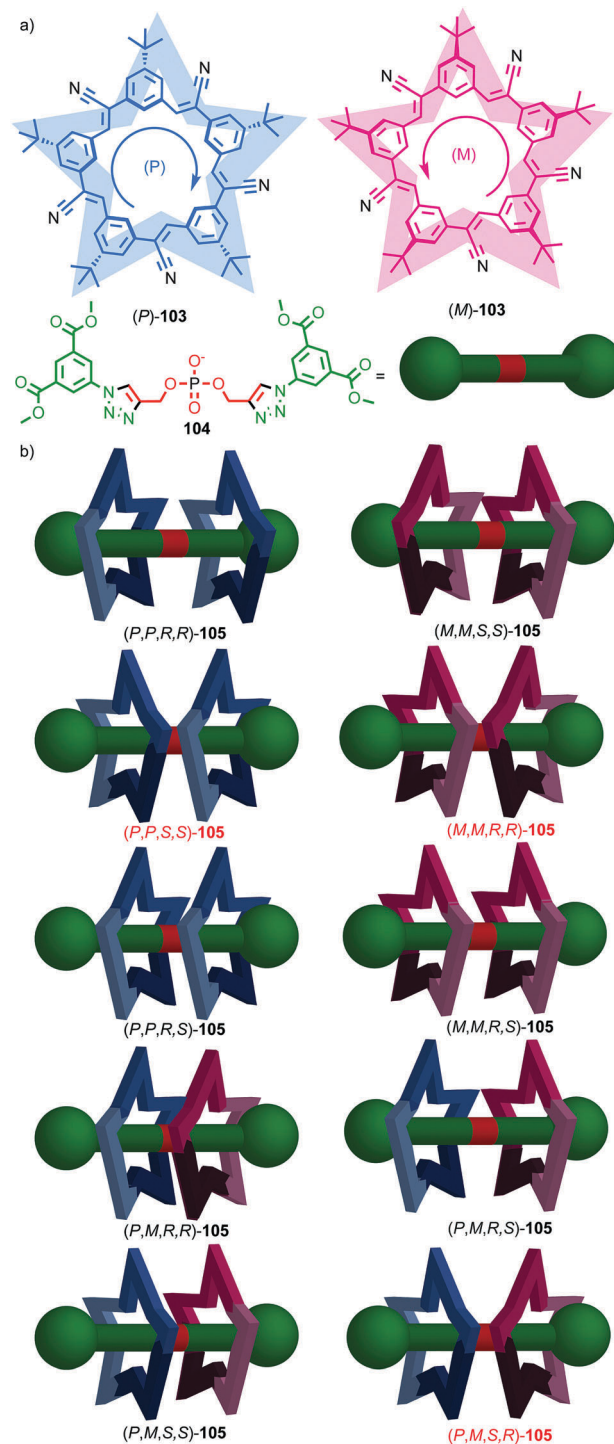 a)
N N N N
(P) (M)
N N N N
N N
(P)-103 (M)-103
O O O⁻ O O
O O P O O
O O O
N N=N N N=N
=
104
b)
(P,P,R,R)-105 (M,M,S,S)-105
(P,P,S,S)-105 (M,M,R,R)-105
(P,P,R,S)-105 (M,M,R,S)-105
(P,M,R,R)-105 (P,M,R,S)-105
(P,M,S,S)-105 (P,M,S,R)-105